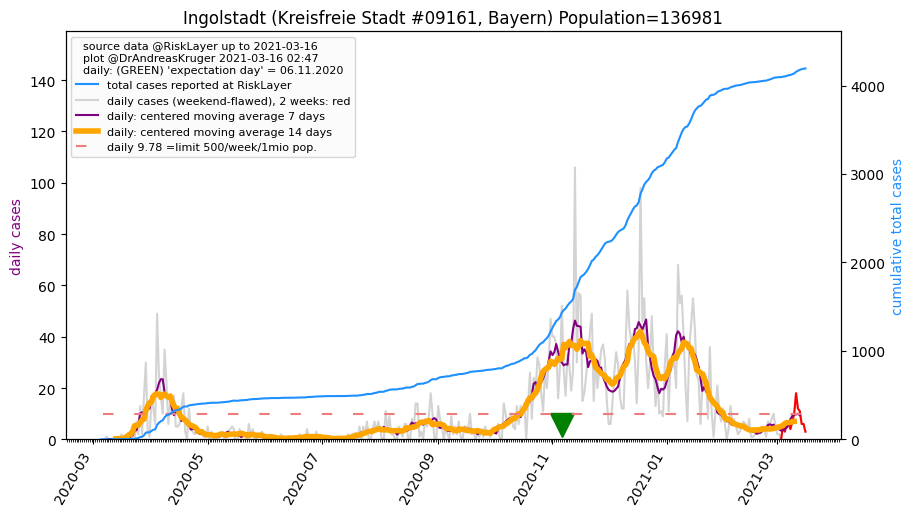 Ingolstadt (Kreisfreie Stadt #09161, Bayern) Population=136981
source data @RiskLayer up to 2021-03-16
plot @DrAndreasKruger 2021-03-16 02:47
daily: (GREEN) 'expectation day' = 06.11.2020
total cases reported at RiskLayer
daily cases (weekend-flawed), 2 weeks: red
daily: centered moving average 7 days
daily: centered moving average 14 days
daily 9.78 =limit 500/week/1mio pop.
daily cases
140
120
100
80
60
40
20
0
cumulative total cases
4000
3000
2000
1000
0
2020-03
2020-05
2020-07
2020-09
2020-11
2021-01
2021-03